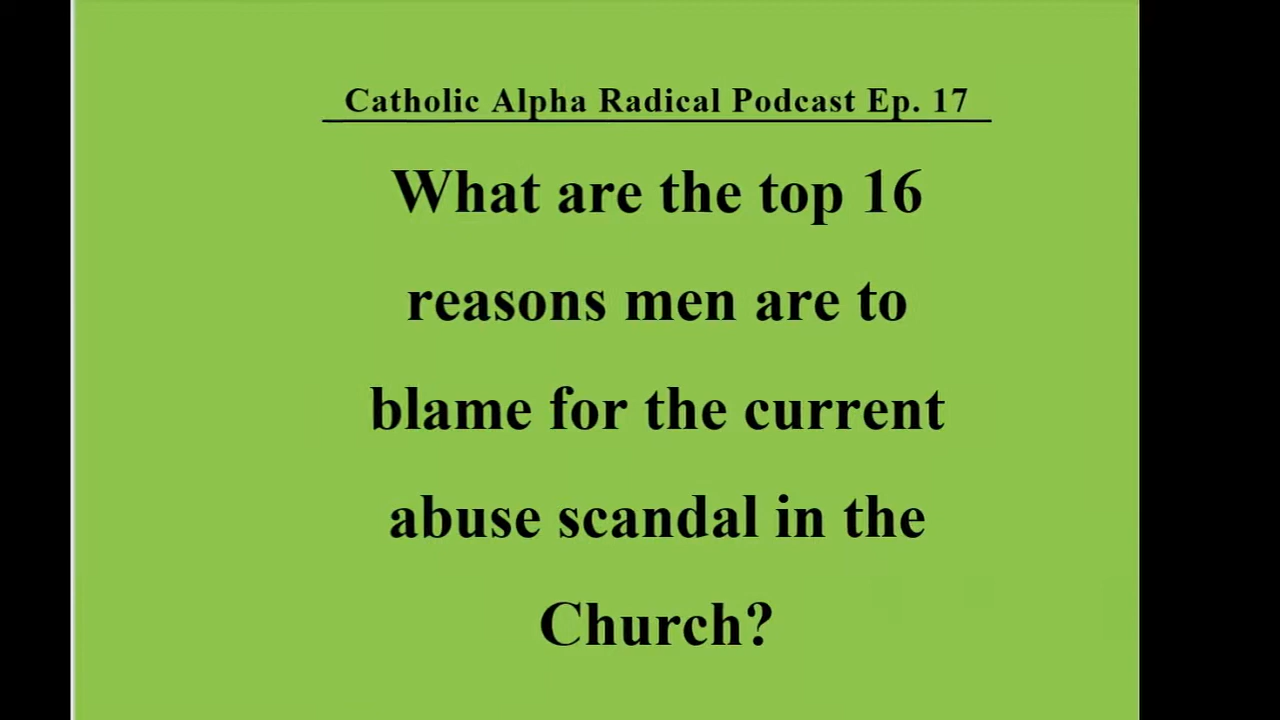 Catholic Alpha Radical Podcast Ep. 17
What are the top 16
reasons men are to
blame for the current
abuse scandal in the
Church?